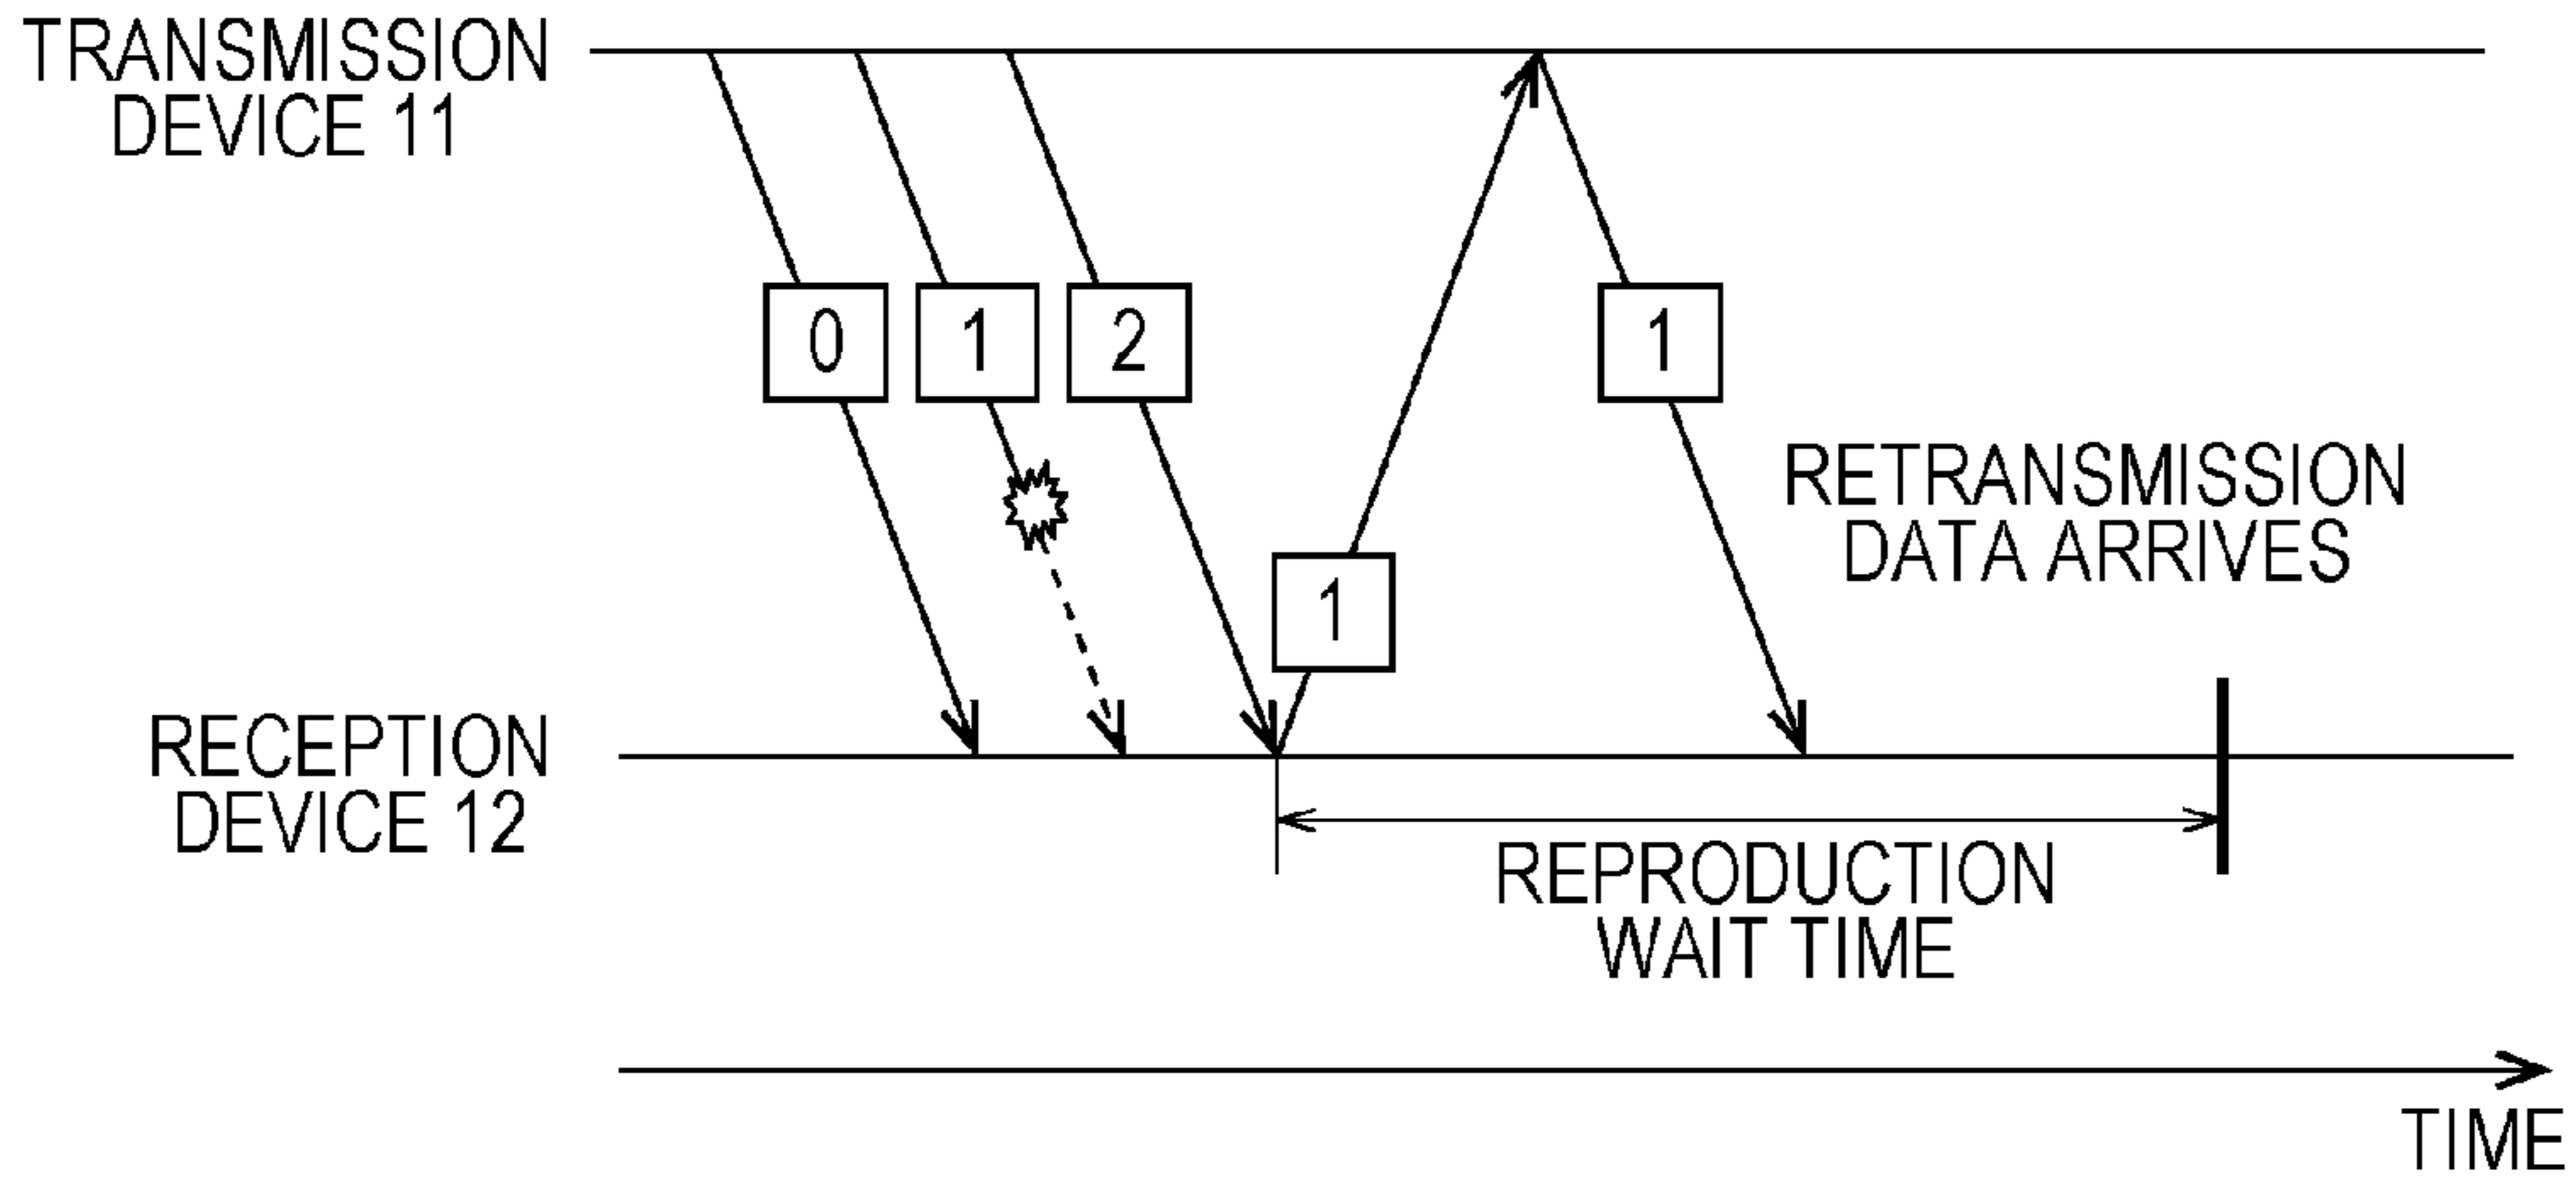 TRANSMISSION
DEVICE 11
0
1
2
1
1
RETRANSMISSION
DATA ARRIVES
RECEPTION
DEVICE 12
REPRODUCTION
WAIT TIME
TIME